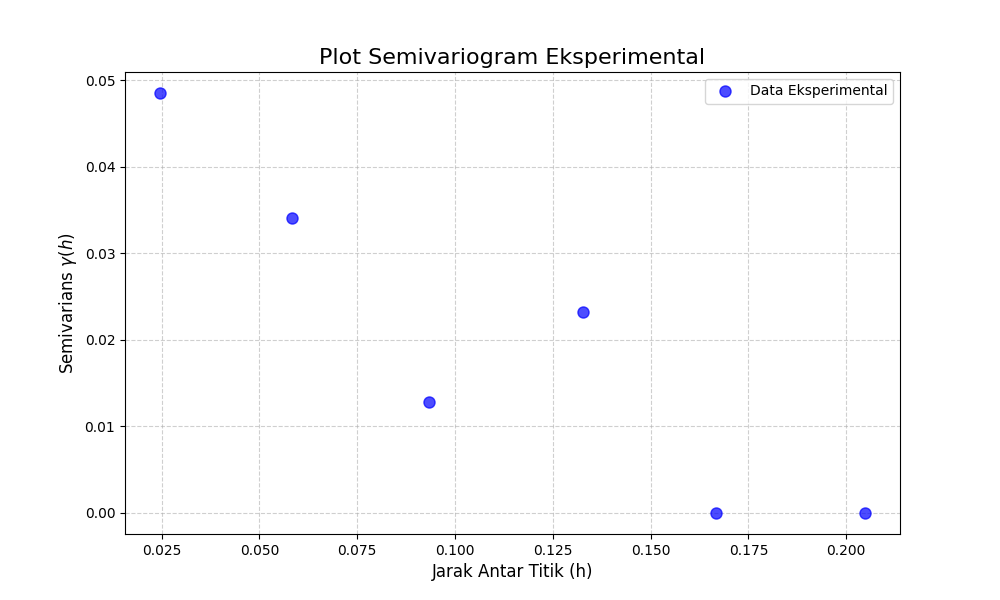 Plot Semivariogram Eksperimental
Data Eksperimental
Semivarians γ(h)
0.05
0.04
0.03
0.02
0.01
0.00
0.025 0.050 0.075 0.100 0.125 0.150 0.175 0.200
Jarak Antar Titik (h)